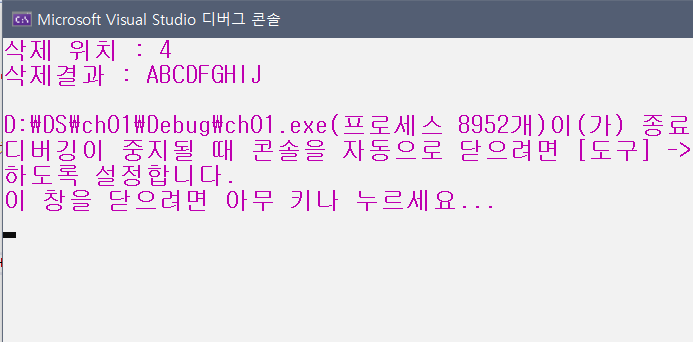 Microsoft Visual Studio 디버그 콘솔
삭제 위치 : 4
삭제결과 : ABCDFGHIJ
D:\DS\ch01\Debug\ch01.exe(프로세스 8952개)이(가) 종료
디버깅이 중지될 때 콘솔을 자동으로 닫으려면 [도구] ->
하도록 설정합니다.
이 창을 닫으려면 아무 키나 누르세요...